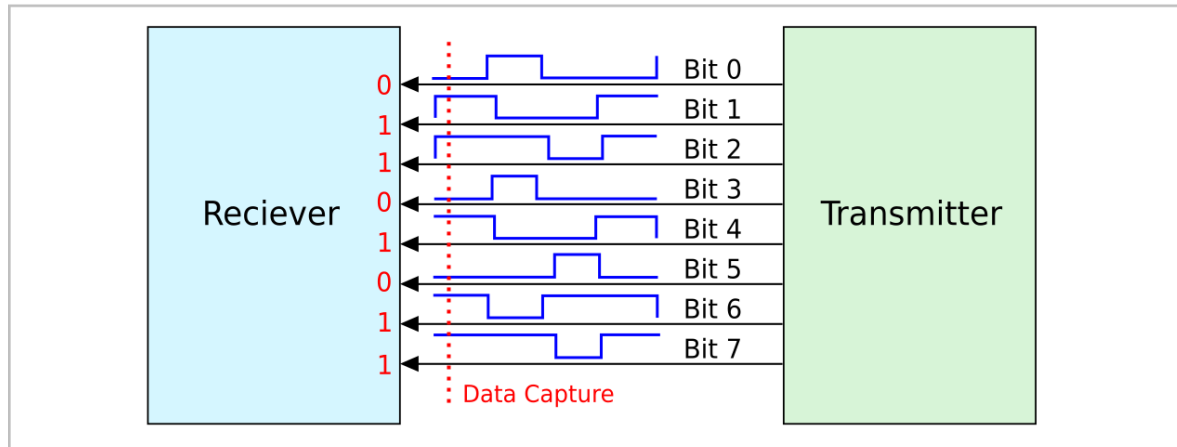 Reciever
0
1
1
0
1
0
1
1
Bit 0
Bit 1
Bit 2
Bit 3
Bit 4
Bit 5
Bit 6
Bit 7
Data Capture
Transmitter